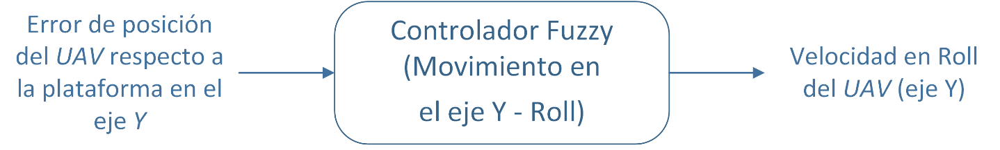 Error de posición
del UAV respecto a
la plataforma en el
eje Y
Controlador Fuzzy
(Movimiento en
el eje Y - Roll)
Velocidad en Roll
del UAV (eje Y)